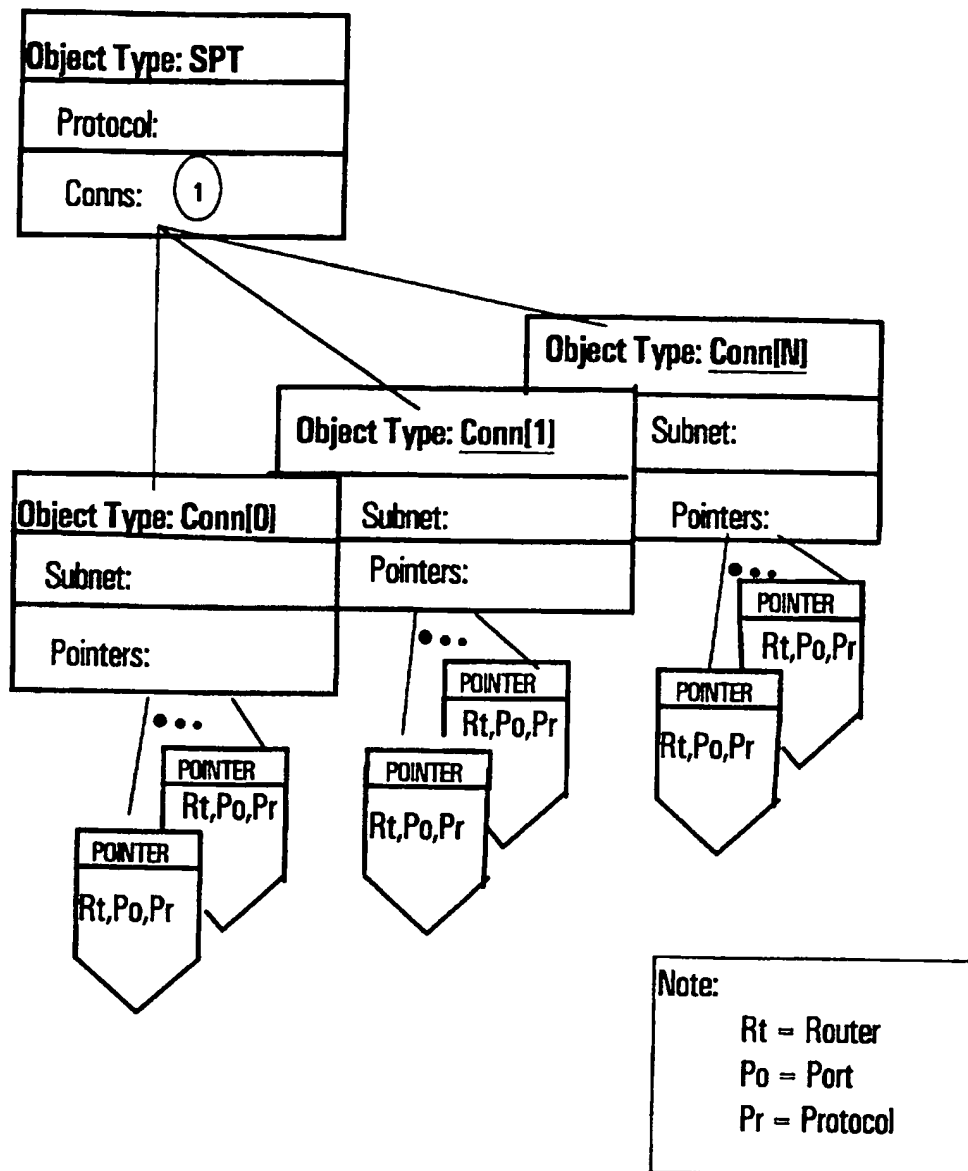 Object Type: SPT
Protocol:
Conns: 1
Object Type: Conn[N]
Subnet:
Pointers:
Object Type: Conn[1]
Subnet:
Pointers:
Object Type: Conn[0]
Subnet:
Pointers:
POINTER
Rt,Po,Pr
POINTER
Rt,Po,Pr
POINTER
Rt,Po,Pr
POINTER
Rt,Po,Pr
POINTER
Rt,Po,Pr
POINTER
Rt,Po,Pr
Note:
Rt = Router
Po = Port
Pr = Protocol